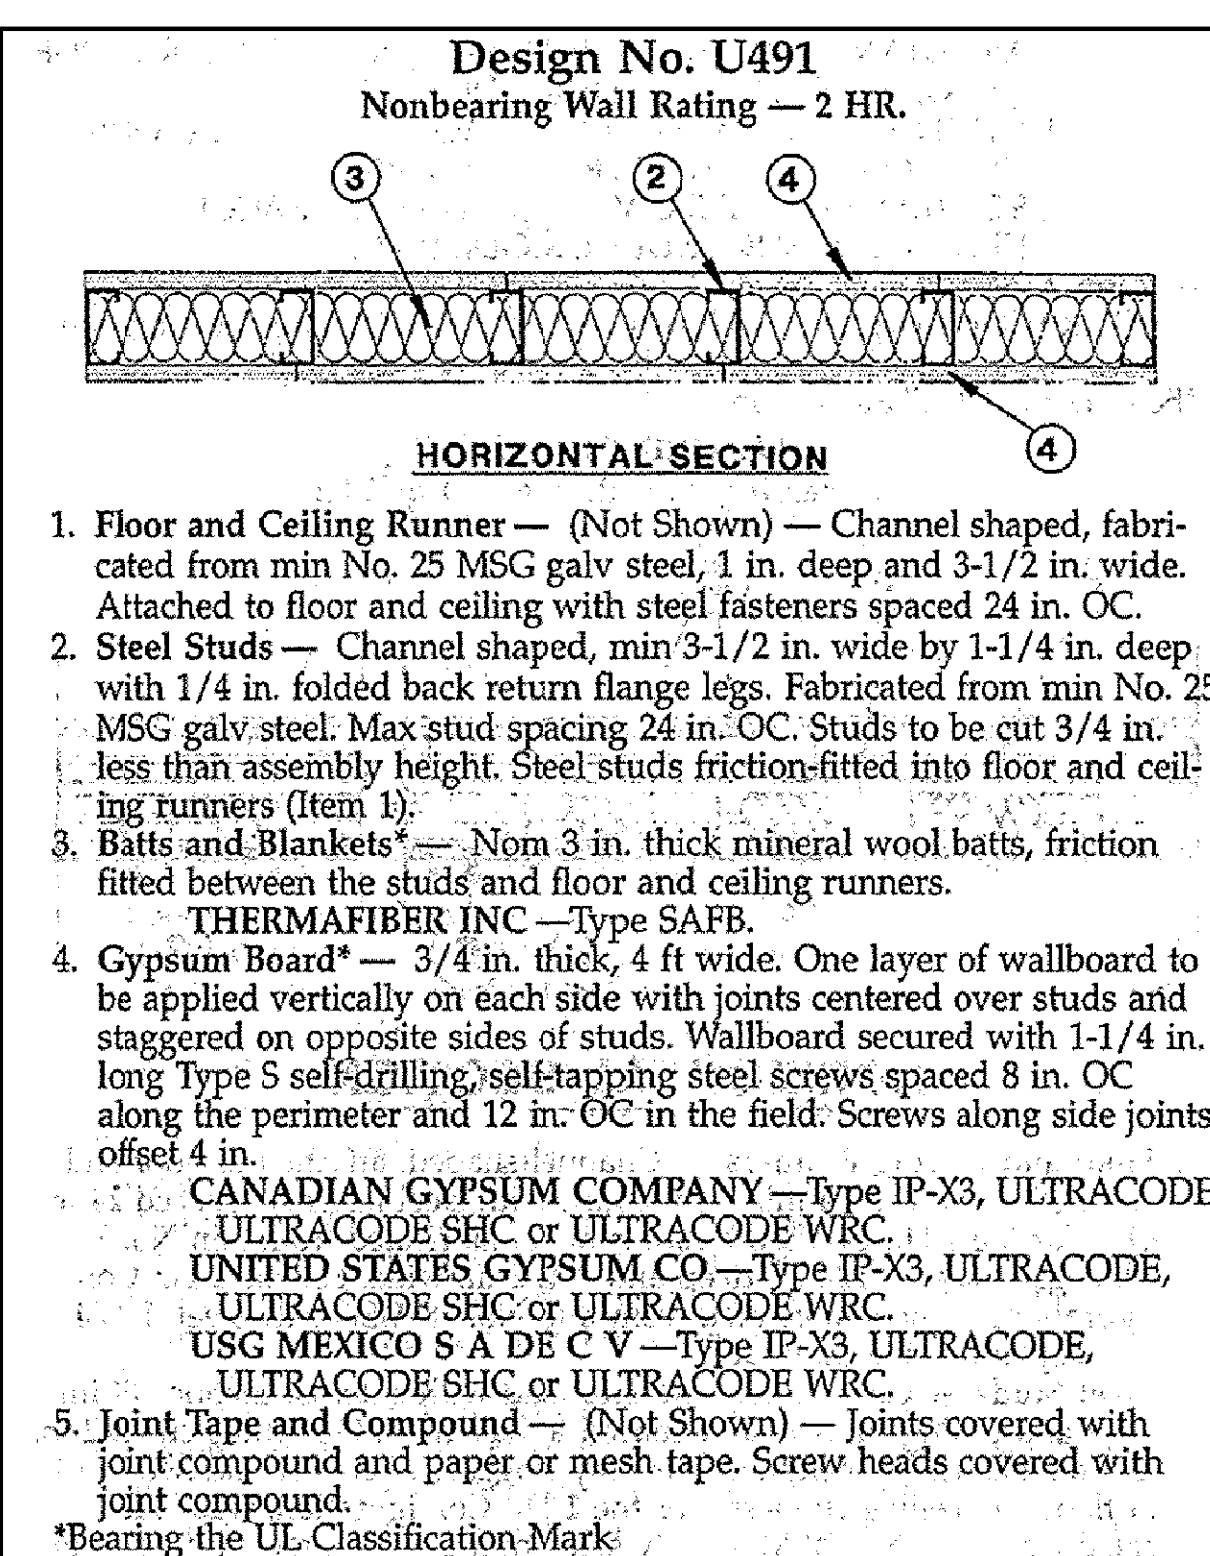 Design No. U491
Nonbearing Wall Rating — 2 HR.
3
2
4
4
HORIZONTAL SECTION
1. Floor and Ceiling Runner — (Not Shown) — Channel shaped, fabri-
cated from min No. 25 MSG galv steel, 1 in. deep and 3-1/2 in. wide.
Attached to floor and ceiling with steel fasteners spaced 24 in. OC.
2. Steel Studs — Channel shaped, min 3-1/2 in. wide by 1-1/4 in. deep
with 1/4 in. folded back return flange legs. Fabricated from min No. 25
MSG galv steel. Max stud spacing 24 in. OC. Studs to be cut 3/4 in.
less than assembly height. Steel studs friction-fitted into floor and ceil-
ing runners (Item 1).
3. Batts and Blankets* — Nom 3 in. thick mineral wool batts, friction
fitted between the studs and floor and ceiling runners.
THERMAFIBER INC —Type SAFB.
4. Gypsum Board* — 3/4 in. thick, 4 ft wide. One layer of wallboard to
be applied vertically on each side with joints centered over studs and
staggered on opposite sides of studs. Wallboard secured with 1-1/4 in.
long Type S self-drilling, self-tapping steel screws spaced 8 in. OC
along the perimeter and 12 in. OC in the field. Screws along side joints
offset 4 in.
CANADIAN GYPSUM COMPANY —Type IP-X3, ULTRACODE
ULTRACODE SHC or ULTRACODE WRC.
UNITED STATES GYPSUM CO —Type IP-X3, ULTRACODE,
ULTRACODE SHC or ULTRACODE WRC.
USG MEXICO S A DE C V —Type IP-X3, ULTRACODE,
ULTRACODE SHC or ULTRACODE WRC.
5. Joint Tape and Compound — (Not Shown) — Joints covered with
joint compound and paper or mesh tape. Screw heads covered with
joint compound.
*Bearing the UL Classification Mark